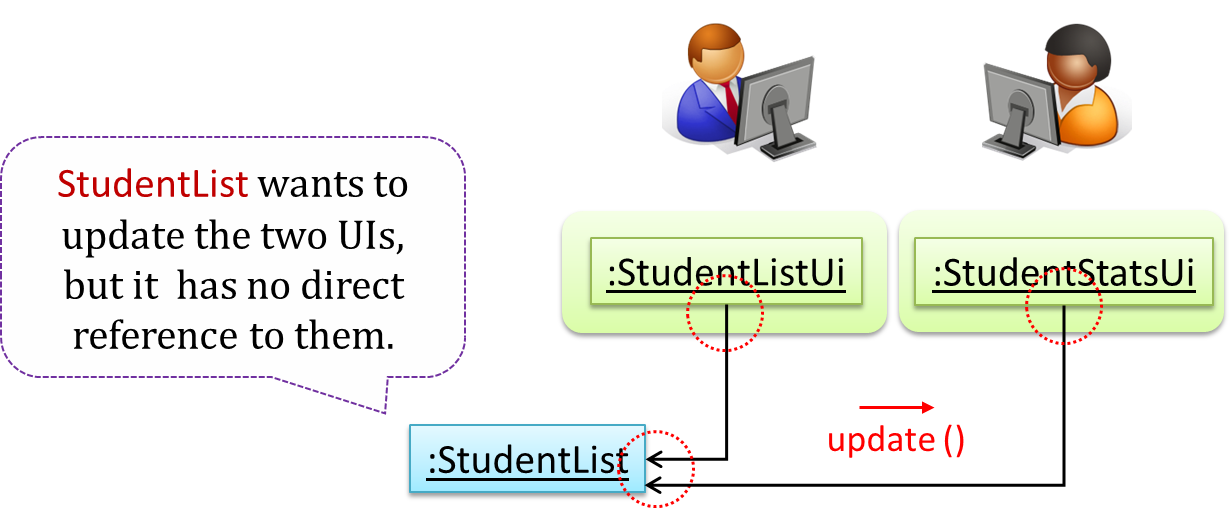 StudentList wants to
update the two UIs,
but it  has no direct
reference to them.
:StudentListUi
:StudentStatsUi
update ()
:StudentList